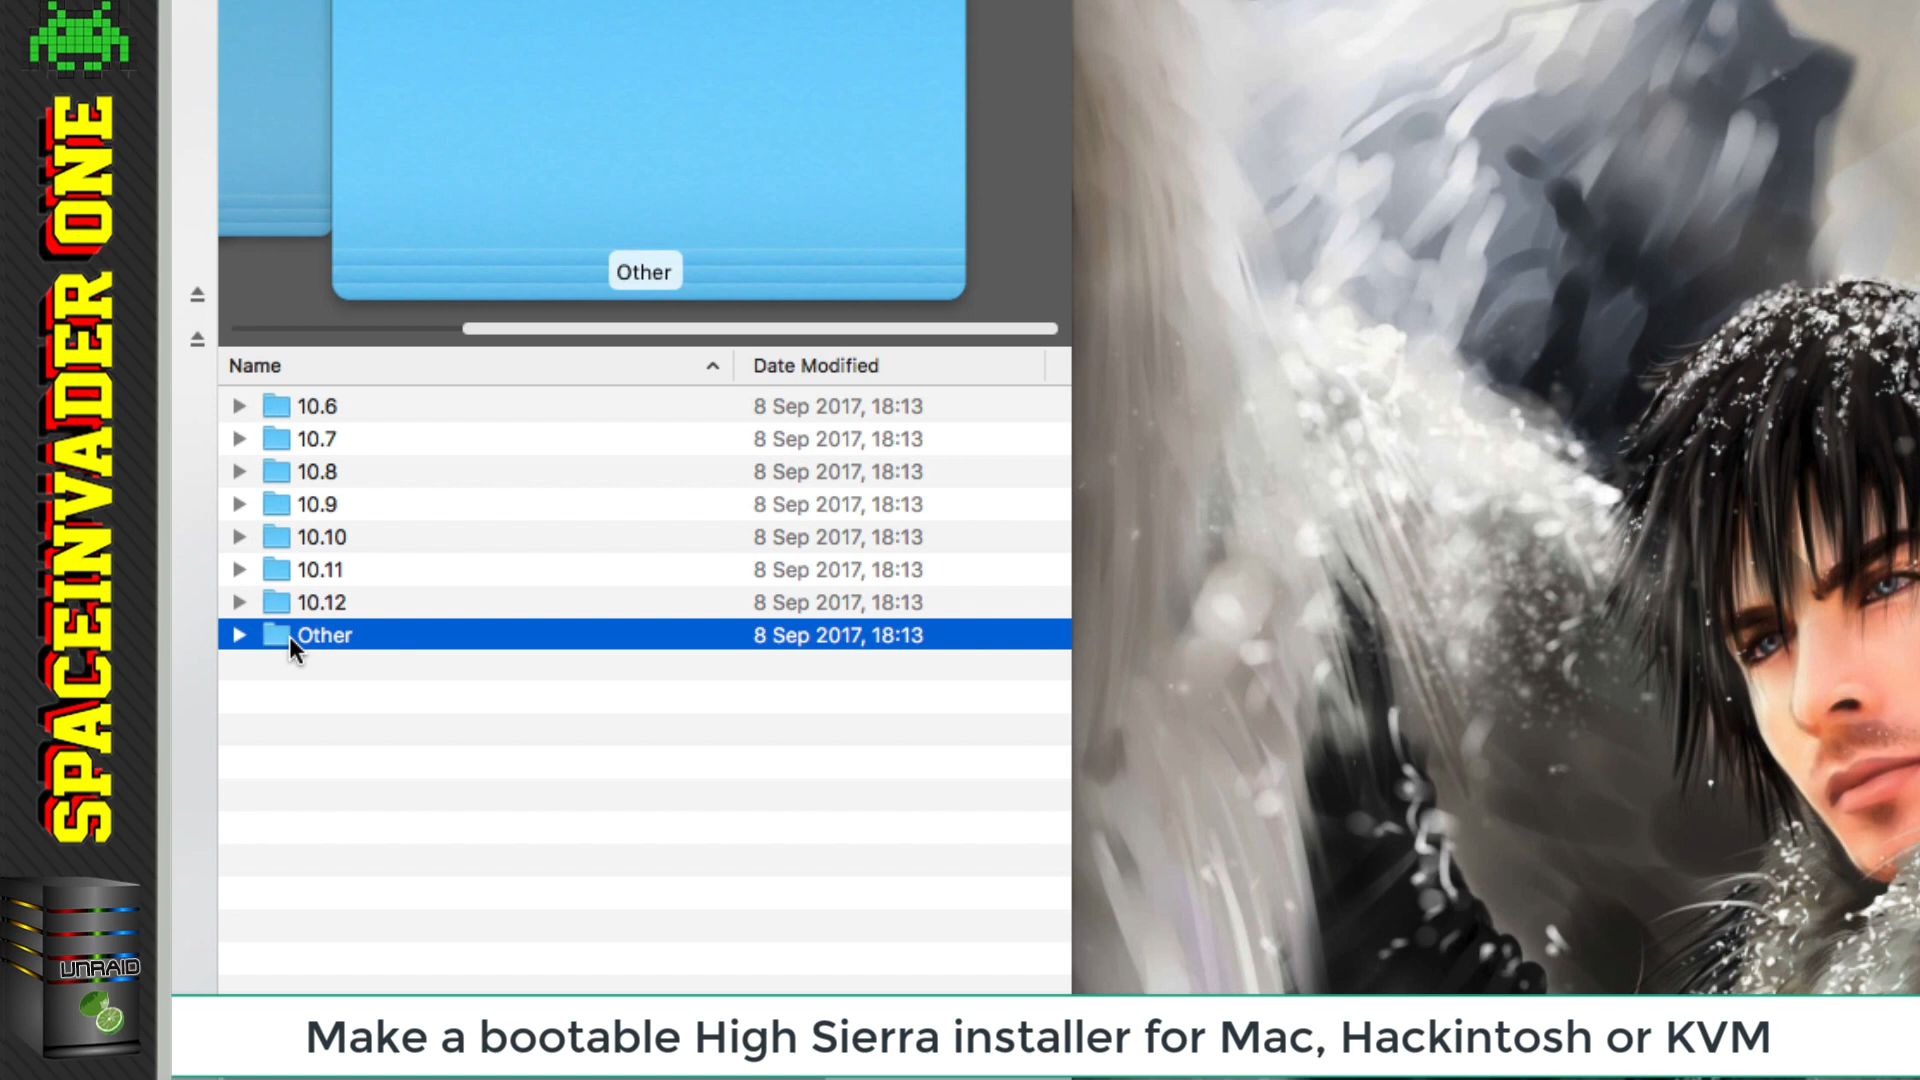 SPACEINVADER ONE
UNRAID
Other
Name
Date Modified
10.6
8 Sep 2017, 18:13
10.7
8 Sep 2017, 18:13
10.8
8 Sep 2017, 18:13
10.9
8 Sep 2017, 18:13
10.10
8 Sep 2017, 18:13
10.11
8 Sep 2017, 18:13
10.12
8 Sep 2017, 18:13
Other
8 Sep 2017, 18:13
Make a bootable High Sierra installer for Mac, Hackintosh or KVM